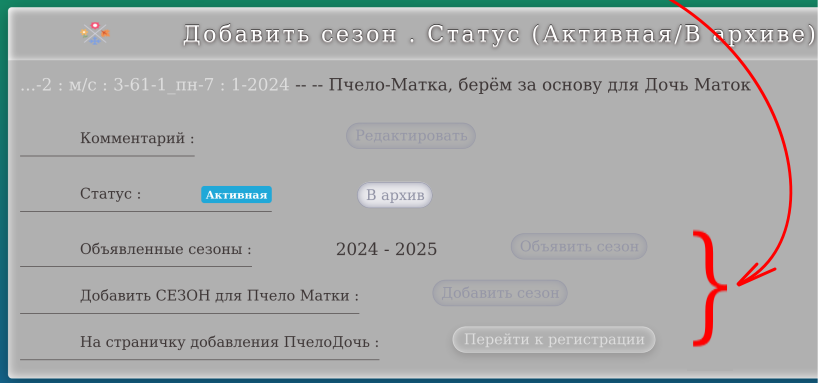 Добавить сезон . Статус (Активная/В архиве)
...-2 : м/с : 3-61-1_пн-7 : 1-2024 -- -- Пчело-Матка, берём за основу для Дочь Маток
Комментарий : Редактировать
Статус : Активная В архив
Объявленные сезоны : 2024 - 2025 Объявить сезон
Добавить СЕЗОН для Пчело Матки : Добавить сезон
На страничку добавления ПчелоДочь : Перейти к регистрации